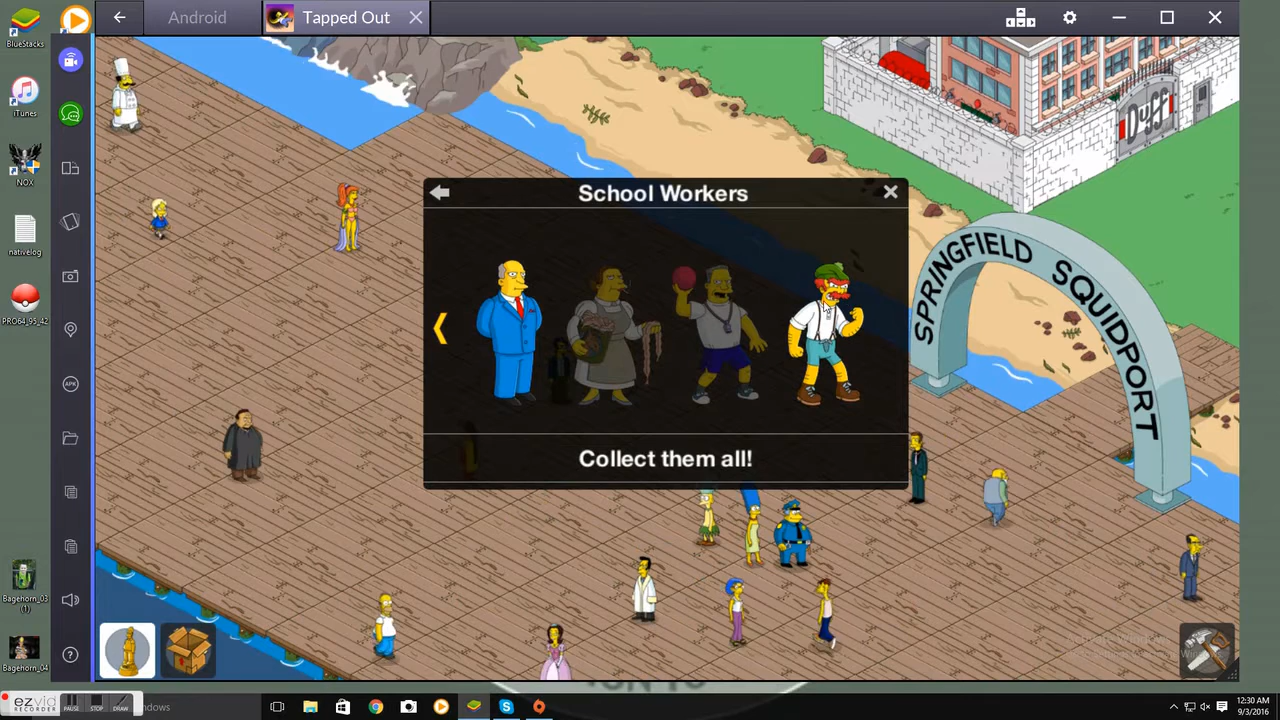 Android
Tapped Out
BlueStacks
iTunes
NOX
nativelog
PRO64_95_42
Bagehorn_03
(1)
Bagehorn_04
APK
Duff
School Workers
SPRINGFIELD SQUIDPORT
Collect them all!
ezvid
RECORDER
PAUSE
STOP
DRAW
12:30 AM
9/3/2016